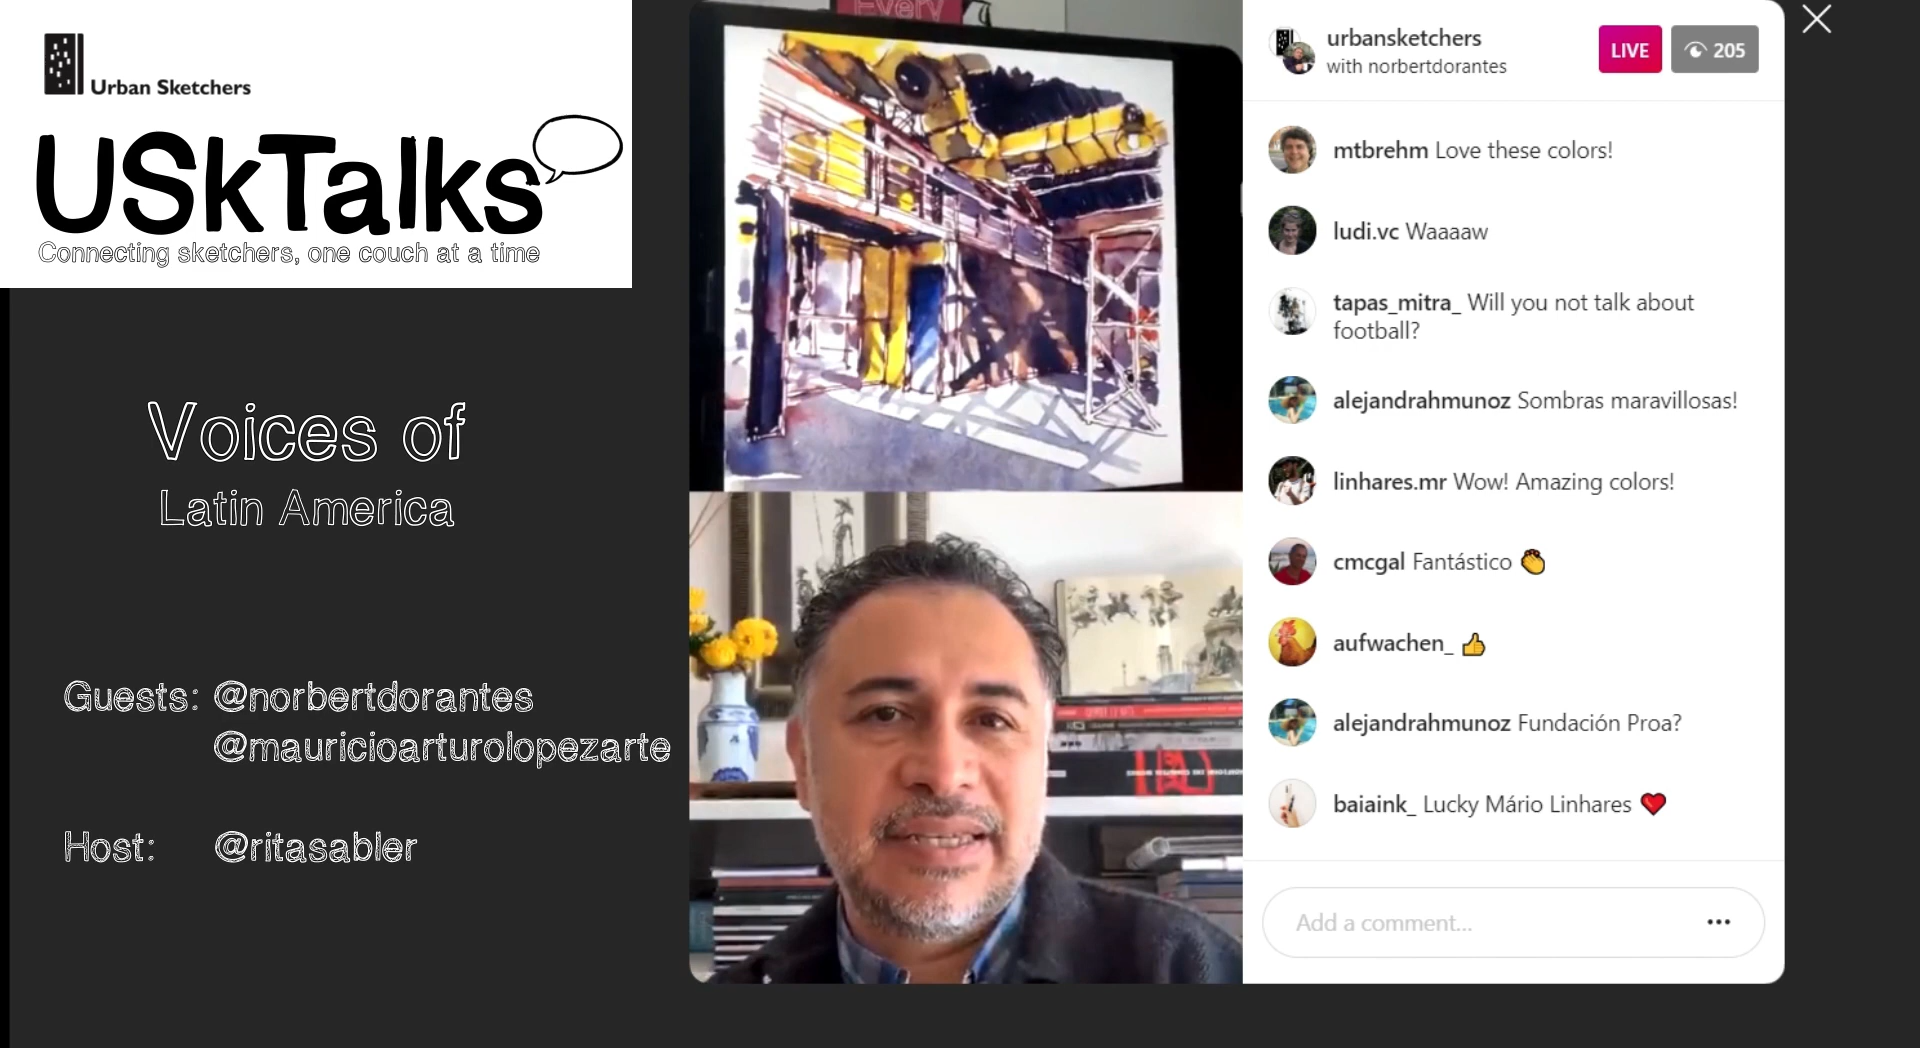 Urban Sketchers
USkTalks
Connecting sketchers, one couch at a time
Voices of
Latin America
Guests: @norbertdorantes
@mauricioarturolopezarte
Host: @ritasabler
Every
urbansketchers
with norbertdorantes
LIVE
205
mtbrehm Love these colors!
ludi.vc Waaaaw
tapas_mitra_ Will you not talk about
football?
alejandrahmunoz Sombras maravillosas!
linhares.mr Wow! Amazing colors!
cmcgal Fantástico 👏
aufwachen_ 👍
alejandrahmunoz Fundación Proa?
baiaink_ Lucky Mário Linhares ❤️
Add a comment...